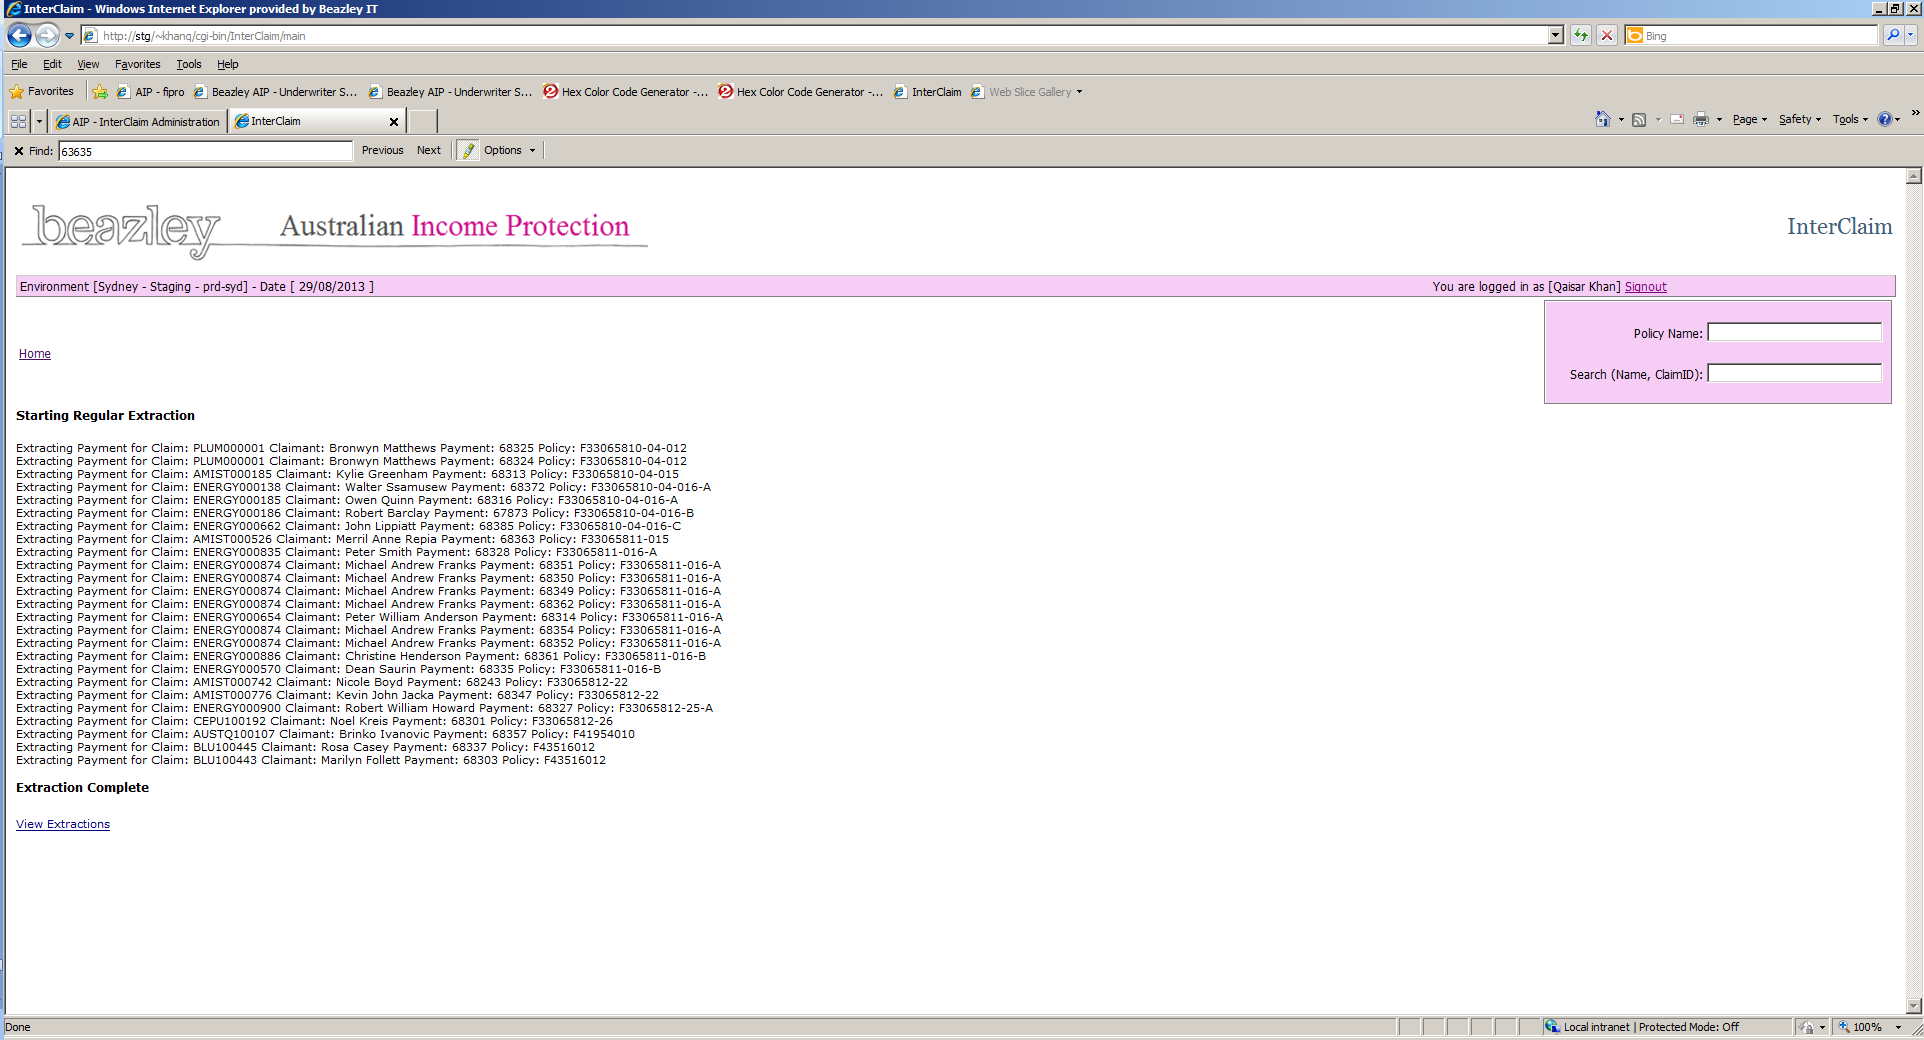 InterClaim - Windows Internet Explorer provided by Beazley IT
http://stg/~khanq/cgi-bin/InterClaim/main
Bing
File Edit View Favorites Tools Help
Favorites AIP - fipro Beazley AIP - Underwriter S... Beazley AIP - Underwriter S... Hex Color Code Generator -... Hex Color Code Generator -... InterClaim Web Slice Gallery
AIP - InterClaim Administration InterClaim Page Safety Tools
Find: 63635 Previous Next Options
beazley Australian Income Protection InterClaim
Environment [Sydney - Staging - prd-syd] - Date [ 29/08/2013 ] You are logged in as [Qaisar Khan] Signout
Policy Name:
Home
Search (Name, ClaimID):
Starting Regular Extraction
Extracting Payment for Claim: PLUM000001 Claimant: Bronwyn Matthews Payment: 68325 Policy: F33065810-04-012
Extracting Payment for Claim: PLUM000001 Claimant: Bronwyn Matthews Payment: 68324 Policy: F33065810-04-012
Extracting Payment for Claim: AMIST000185 Claimant: Kylie Greenham Payment: 68313 Policy: F33065810-04-015
Extracting Payment for Claim: ENERGY000138 Claimant: Walter Ssamusew Payment: 68372 Policy: F33065810-04-016-A
Extracting Payment for Claim: ENERGY000185 Claimant: Owen Quinn Payment: 68316 Policy: F33065810-04-016-A
Extracting Payment for Claim: ENERGY000186 Claimant: Robert Barclay Payment: 67873 Policy: F33065810-04-016-B
Extracting Payment for Claim: ENERGY000662 Claimant: John Lippiatt Payment: 68385 Policy: F33065810-04-016-C
Extracting Payment for Claim: AMIST000526 Claimant: Merril Anne Repia Payment: 68363 Policy: F33065811-015
Extracting Payment for Claim: ENERGY000835 Claimant: Peter Smith Payment: 68328 Policy: F33065811-016-A
Extracting Payment for Claim: ENERGY000874 Claimant: Michael Andrew Franks Payment: 68351 Policy: F33065811-016-A
Extracting Payment for Claim: ENERGY000874 Claimant: Michael Andrew Franks Payment: 68350 Policy: F33065811-016-A
Extracting Payment for Claim: ENERGY000874 Claimant: Michael Andrew Franks Payment: 68349 Policy: F33065811-016-A
Extracting Payment for Claim: ENERGY000874 Claimant: Michael Andrew Franks Payment: 68362 Policy: F33065811-016-A
Extracting Payment for Claim: ENERGY000654 Claimant: Peter William Anderson Payment: 68314 Policy: F33065811-016-A
Extracting Payment for Claim: ENERGY000874 Claimant: Michael Andrew Franks Payment: 68354 Policy: F33065811-016-A
Extracting Payment for Claim: ENERGY000874 Claimant: Michael Andrew Franks Payment: 68352 Policy: F33065811-016-A
Extracting Payment for Claim: ENERGY000886 Claimant: Christine Henderson Payment: 68361 Policy: F33065811-016-B
Extracting Payment for Claim: ENERGY000570 Claimant: Dean Saurin Payment: 68335 Policy: F33065811-016-B
Extracting Payment for Claim: AMIST000742 Claimant: Nicole Boyd Payment: 68243 Policy: F33065812-22
Extracting Payment for Claim: AMIST000776 Claimant: Kevin John Jacka Payment: 68347 Policy: F33065812-22
Extracting Payment for Claim: ENERGY000900 Claimant: Robert William Howard Payment: 68327 Policy: F33065812-25-A
Extracting Payment for Claim: CEPU100192 Claimant: Noel Kreis Payment: 68301 Policy: F33065812-26
Extracting Payment for Claim: AUSTQ100107 Claimant: Brinko Ivanovic Payment: 68357 Policy: F41954010
Extracting Payment for Claim: BLU100445 Claimant: Rosa Casey Payment: 68337 Policy: F43516012
Extracting Payment for Claim: BLU100443 Claimant: Marilyn Follett Payment: 68303 Policy: F43516012
Extraction Complete
View Extractions
Done Local intranet | Protected Mode: Off 100%